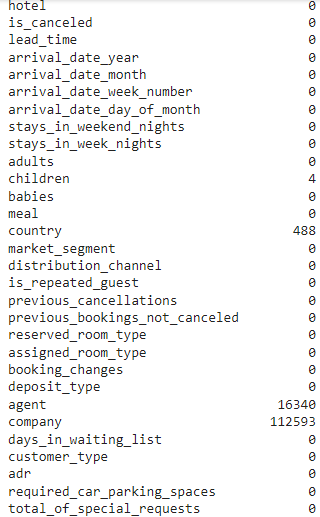 hotel 0
is_canceled 0
lead_time 0
arrival_date_year 0
arrival_date_month 0
arrival_date_week_number 0
arrival_date_day_of_month 0
stays_in_weekend_nights 0
stays_in_week_nights 0
adults 0
children 4
babies 0
meal 0
country 488
market_segment 0
distribution_channel 0
is_repeated_guest 0
previous_cancellations 0
previous_bookings_not_canceled 0
reserved_room_type 0
assigned_room_type 0
booking_changes 0
deposit_type 0
agent 16340
company 112593
days_in_waiting_list 0
customer_type 0
adr 0
required_car_parking_spaces 0
total_of_special_requests 0